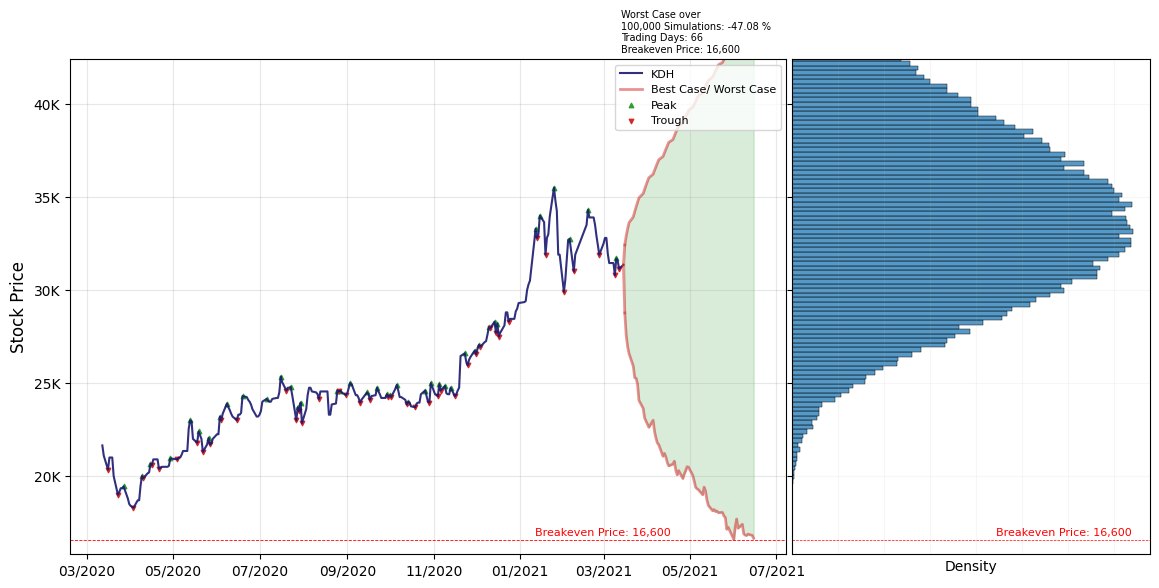 Worst Case over
100,000 Simulations: -47.08 %
Trading Days: 66
Breakeven Price: 16,600
KDH
Best Case/ Worst Case
Peak
Trough
40K
35K
30K
25K
20K
Stock Price
Breakeven Price: 16,600
Breakeven Price: 16,600
03/2020 05/2020 07/2020 09/2020 11/2020 01/2021 03/2021 05/2021 07/2021
Density